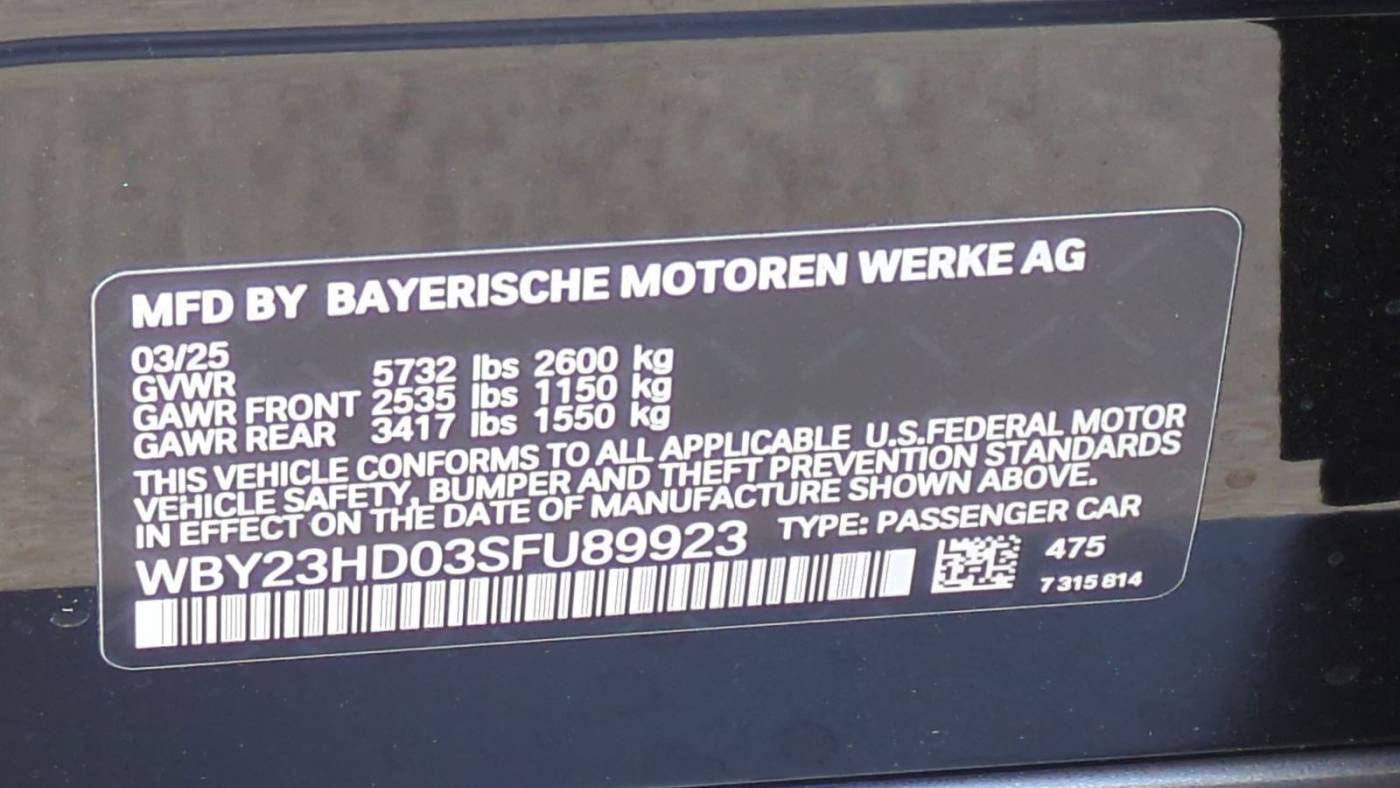 MFD BY BAYERISCHE MOTOREN WERKE AG
03/25
GVWR 5732 lbs 2600 kg
GAWR FRONT 2535 lbs 1150 kg
GAWR REAR 3417 lbs 1550 kg
THIS VEHICLE CONFORMS TO ALL APPLICABLE U.S.FEDERAL MOTOR
VEHICLE SAFETY, BUMPER AND THEFT PREVENTION STANDARDS
IN EFFECT ON THE DATE OF MANUFACTURE SHOWN ABOVE.
WBY23HD03SFU89923 TYPE: PASSENGER CAR
475
7 315 814